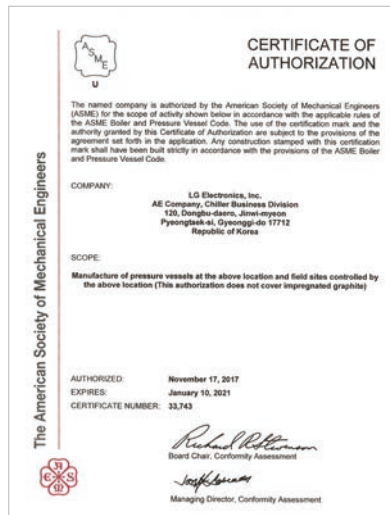 ASME
U
CERTIFICATE OF
AUTHORIZATION
The named company is authorized by the American Society of Mechanical Engineers
(ASME) for the scope of activity shown below in accordance with the applicable rules of
the ASME Boiler and Pressure Vessel Code. The use of the certification mark and the
authority granted by this Certificate of Authorization are subject to the provisions of the
agreement set forth in the application. Any construction stamped with this certification
mark shall have been built strictly in accordance with the provisions of the ASME Boiler
and Pressure Vessel Code.
COMPANY:
LG Electronics, Inc.
AE Company, Chiller Business Division
120, Dongbu-daero, Jinwi-myeon
Pyeongtaek-si, Gyeonggi-do 17712
Republic of Korea
SCOPE:
Manufacture of pressure vessels at the above location and field sites controlled by
the above location (This authorization does not cover impregnated graphite)
AUTHORIZED: November 17, 2017
EXPIRES: January 10, 2021
CERTIFICATE NUMBER: 33,743
Board Chair, Conformity Assessment
Managing Director, Conformity Assessment
The American Society of Mechanical Engineers